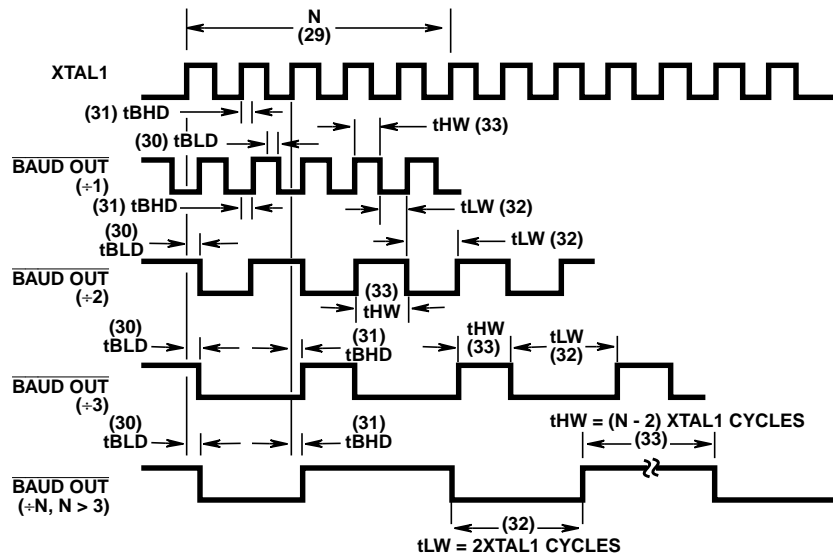 N
(29)
XTAL1
(31) tBHD
tHW (33)
(30) tBLD
BAUD OUT
(÷1)
(31) tBHD
tLW (32)
(30)
tBLD
tLW (32)
BAUD OUT
(÷2)
(33)
tHW
(30)
tBLD
(31)
tBHD
tHW
(33)
tLW
(32)
BAUD OUT
(÷3)
(30)
tBLD
(31)
tBHD
tHW = (N - 2) XTAL1 CYCLES
(33)
BAUD OUT
(÷N, N > 3)
(32)
tLW = 2XTAL1 CYCLES